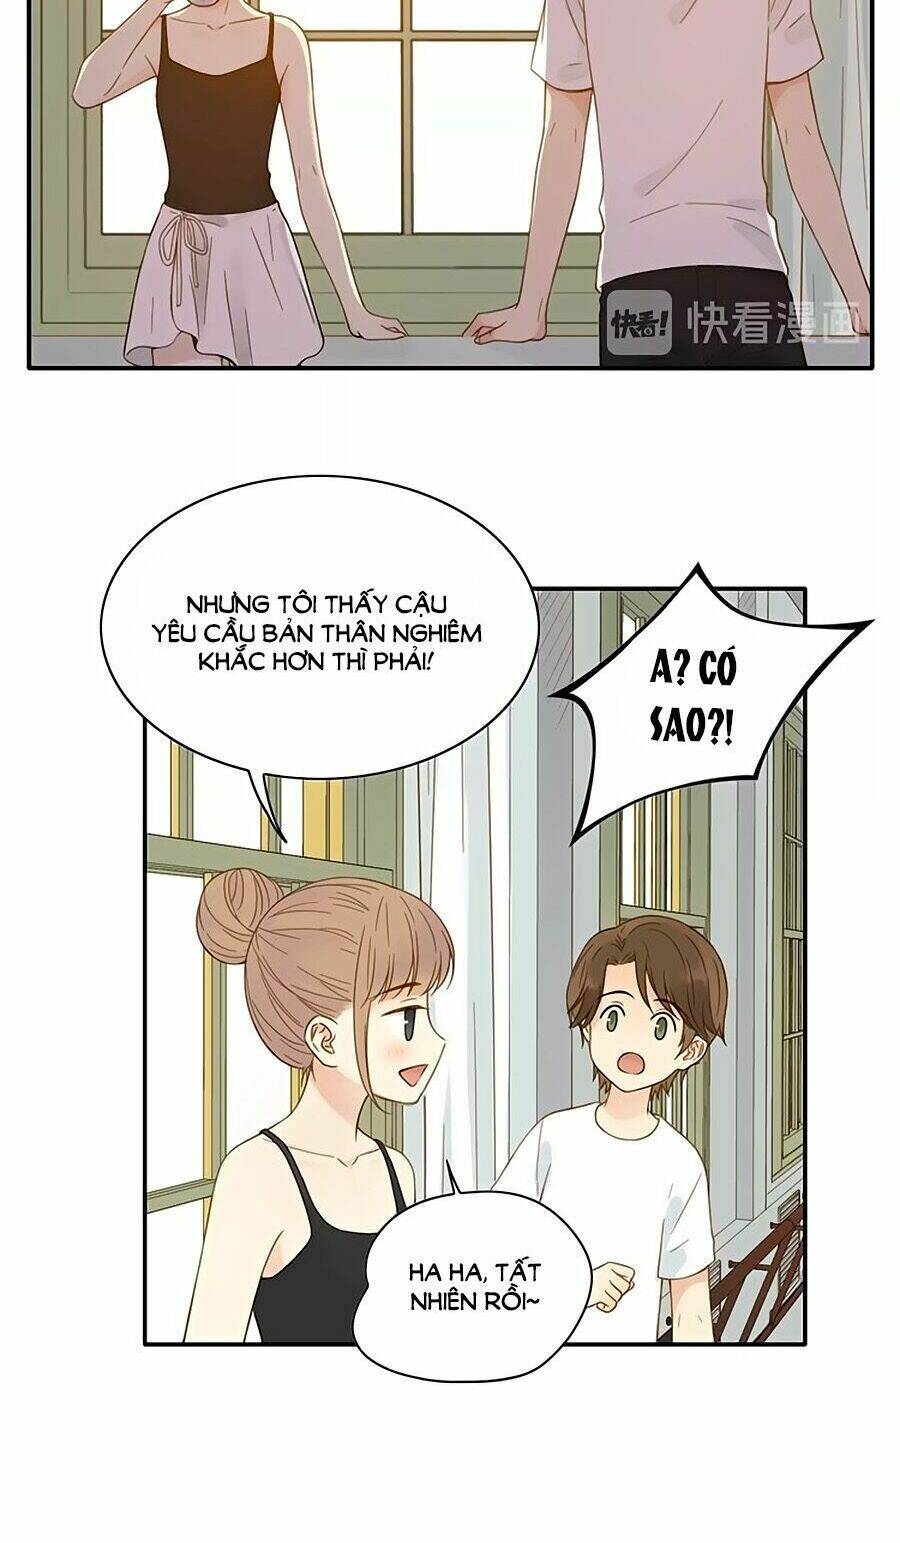 快看! 快看漫画
NHƯNG TÔI THẤY CẬU
YÊU CẦU BẢN THÂN NGHIÊM
KHẮC HƠN THÌ PHẢI!
A? CÓ
SAO?!
HA HA, TẤT
NHIÊN RỒI~